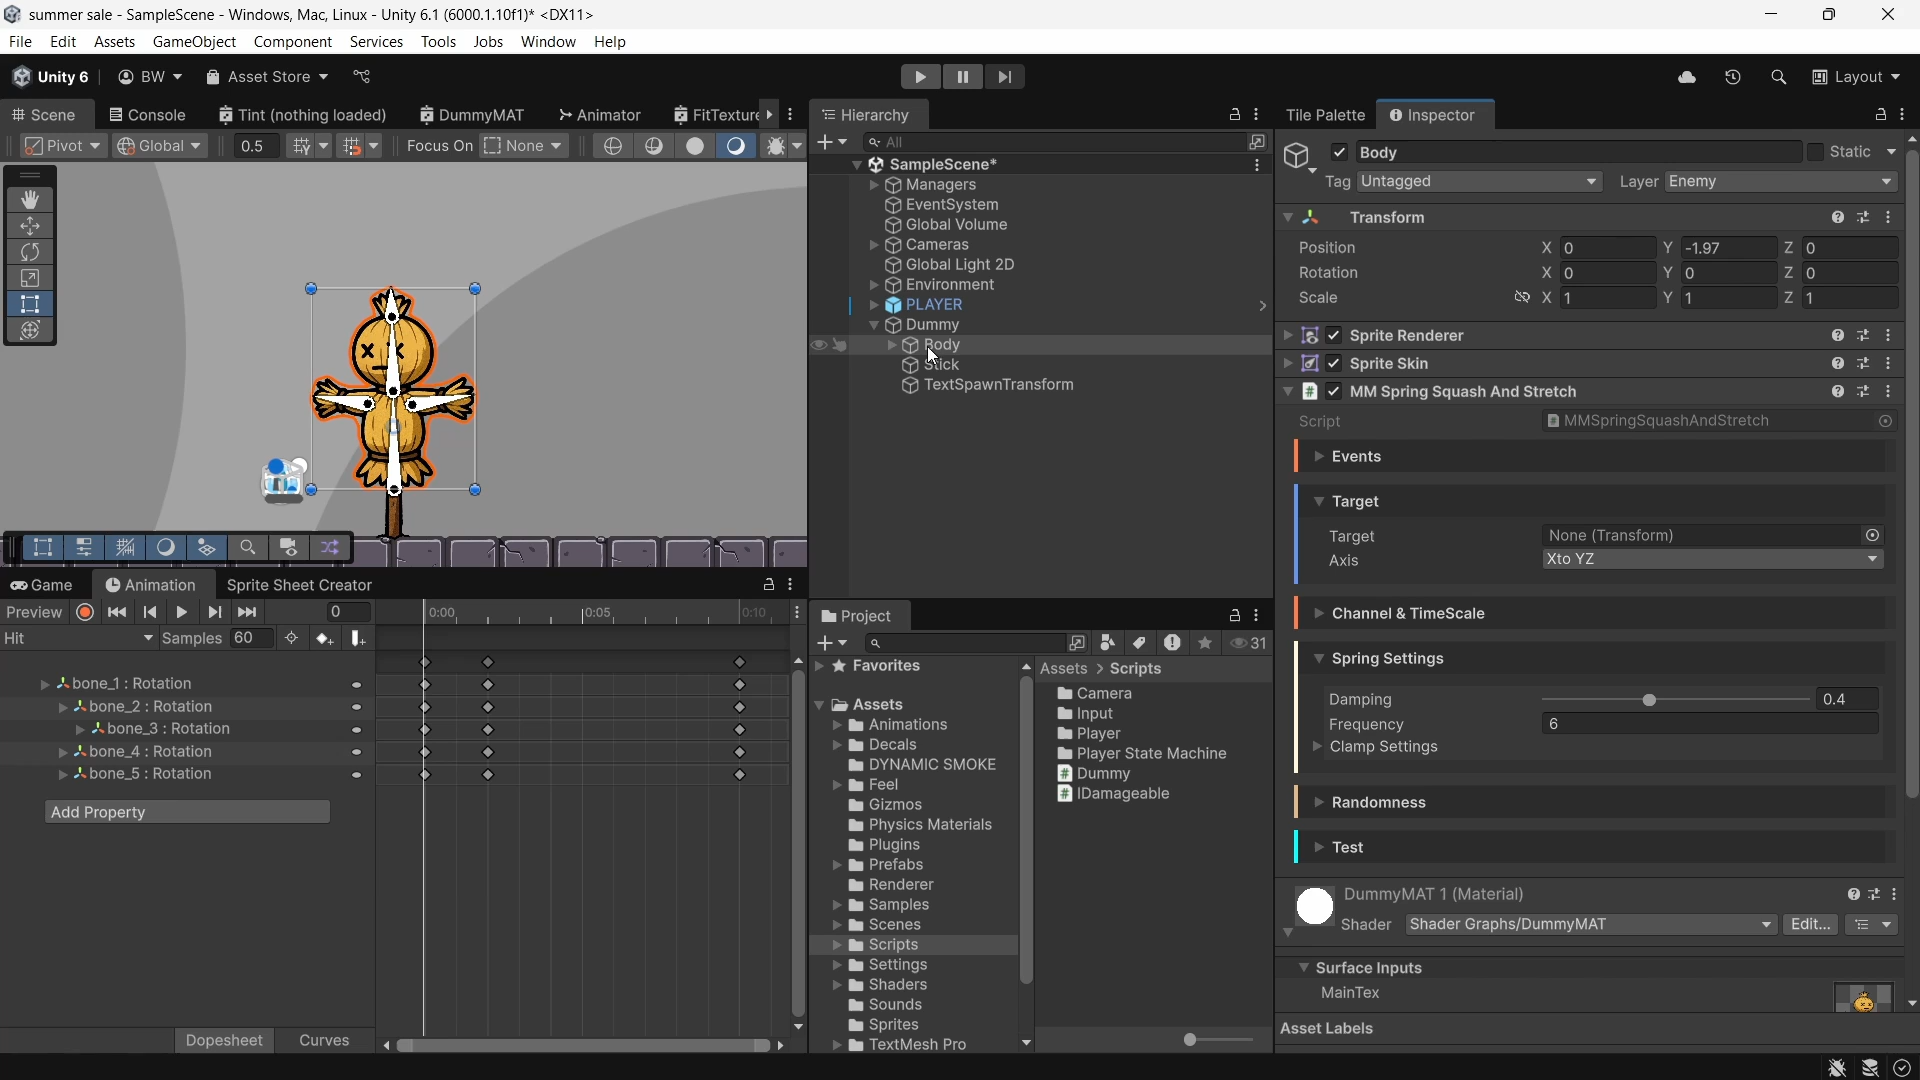 summer sale - SampleScene - Windows, Mac, Linux - Unity 6.1 (6000.1.10f1)* <DX11>
File Edit Assets GameObject Component Services Tools Jobs Window Help
Unity 6 BW Asset Store Layout
Scene Console Tint (nothing loaded) DummyMAT Animator FitTexture
Pivot Global 0.5 Focus On None
Hierarchy
All
SampleScene*
Managers
EventSystem
Global Volume
Cameras
Global Light 2D
Environment
PLAYER
Dummy
Body
Stick
TextSpawnTransform
Game Animation Sprite Sheet Creator
Preview 0 0:00 0:05 0:10
Hit Samples 60
bone_1 : Rotation
bone_2 : Rotation
bone_3 : Rotation
bone_4 : Rotation
bone_5 : Rotation
Add Property
Dopesheet Curves
Project
31
Favorites
Assets
Animations
Decals
DYNAMIC SMOKE
Feel
Gizmos
Physics Materials
Plugins
Prefabs
Renderer
Samples
Scenes
Scripts
Settings
Shaders
Sounds
Sprites
TextMesh Pro
Assets > Scripts
Camera
Input
Player
Player State Machine
Dummy
IDamageable
Tile Palette Inspector
Body Static
Tag Untagged Layer Enemy
Transform
Position X 0 Y -1.97 Z 0
Rotation X 0 Y 0 Z 0
Scale X 1 Y 1 Z 1
Sprite Renderer
Sprite Skin
MM Spring Squash And Stretch
Script MMSpringSquashAndStretch
Events
Target
Target None (Transform)
Axis Xto YZ
Channel & TimeScale
Spring Settings
Damping 0.4
Frequency 6
Clamp Settings
Randomness
Test
DummyMAT 1 (Material)
Shader Shader Graphs/DummyMAT Edit...
Surface Inputs
MainTex
Asset Labels